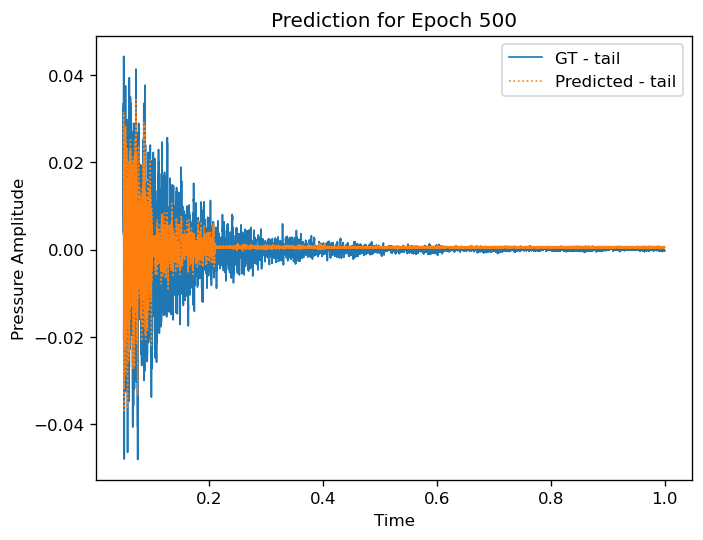 Prediction for Epoch 500
GT - tail
Predicted - tail
Pressure Amplitude
0.04
0.02
0.00
−0.02
−0.04
0.2
0.4
0.6
0.8
1.0
Time